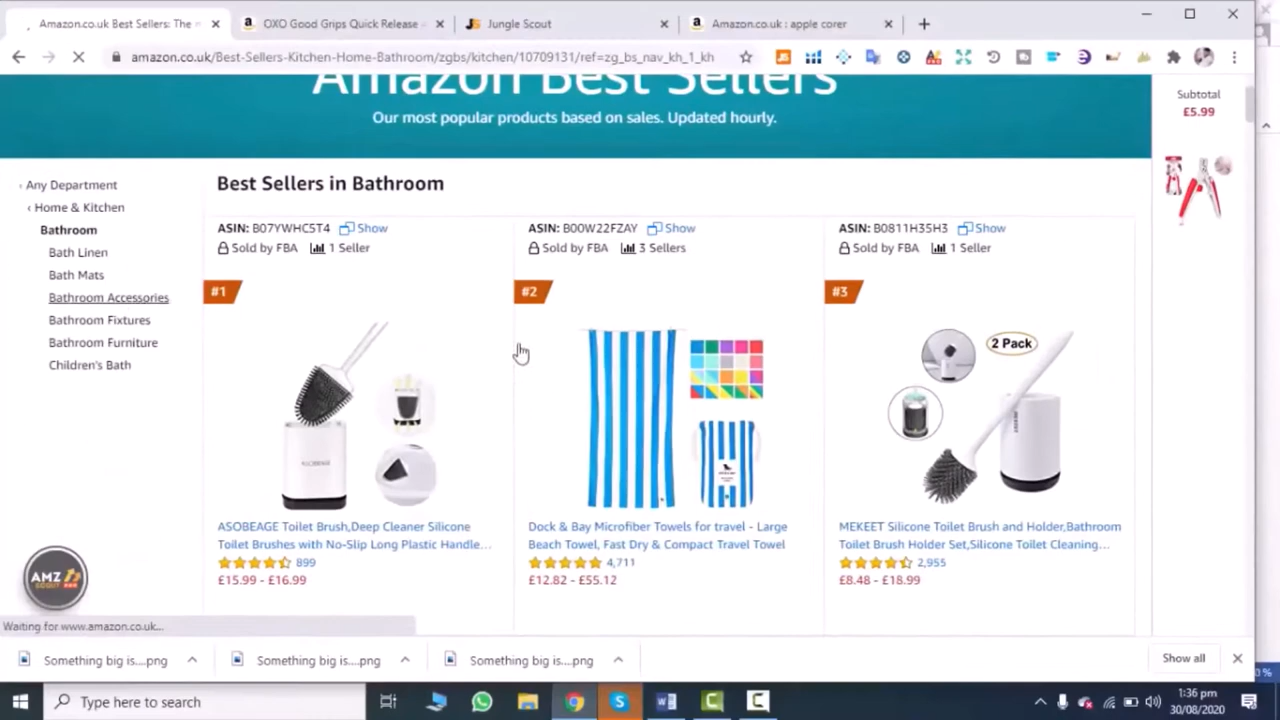 Amazon.co.uk Best Sellers: The m
OXO Good Grips Quick Release
Jungle Scout
Amazon.co.uk : apple corer
amazon.co.uk/Best-Sellers-Kitchen-Home-Bathroom/zgbs/kitchen/10709131/ref=zg_bs_nav_kh_1_kh
Amazon Best Sellers
Our most popular products based on sales. Updated hourly.
Subtotal
£5.99
‹ Any Department
‹ Home & Kitchen
Bathroom
Bath Linen
Bath Mats
Bathroom Accessories
Bathroom Fixtures
Bathroom Furniture
Children's Bath
Best Sellers in Bathroom
ASIN: B07YWHC5T4 Show
Sold by FBA 1 Seller
#1
ASOBEAGE
ASOBEAGE Toilet Brush,Deep Cleaner Silicone
Toilet Brushes with No-Slip Long Plastic Handle...
899
£15.99 - £16.99
ASIN: B00W22FZAY Show
Sold by FBA 3 Sellers
#2
Dock & Bay Microfiber Towels for travel - Large
Beach Towel, Fast Dry & Compact Travel Towel
4,711
£12.82 - £55.12
ASIN: B0811H35H3 Show
Sold by FBA 1 Seller
#3
2 Pack
MEKEET Silicone Toilet Brush and Holder,Bathroom
Toilet Brush Holder Set,Silicone Toilet Cleaning...
2,955
£8.48 - £18.99
AMZ
SCOUT PRO
Waiting for www.amazon.co.uk...
Something big is....png
Something big is....png
Something big is....png
Show all
0 %
Type here to search
1:36 pm
30/08/2020